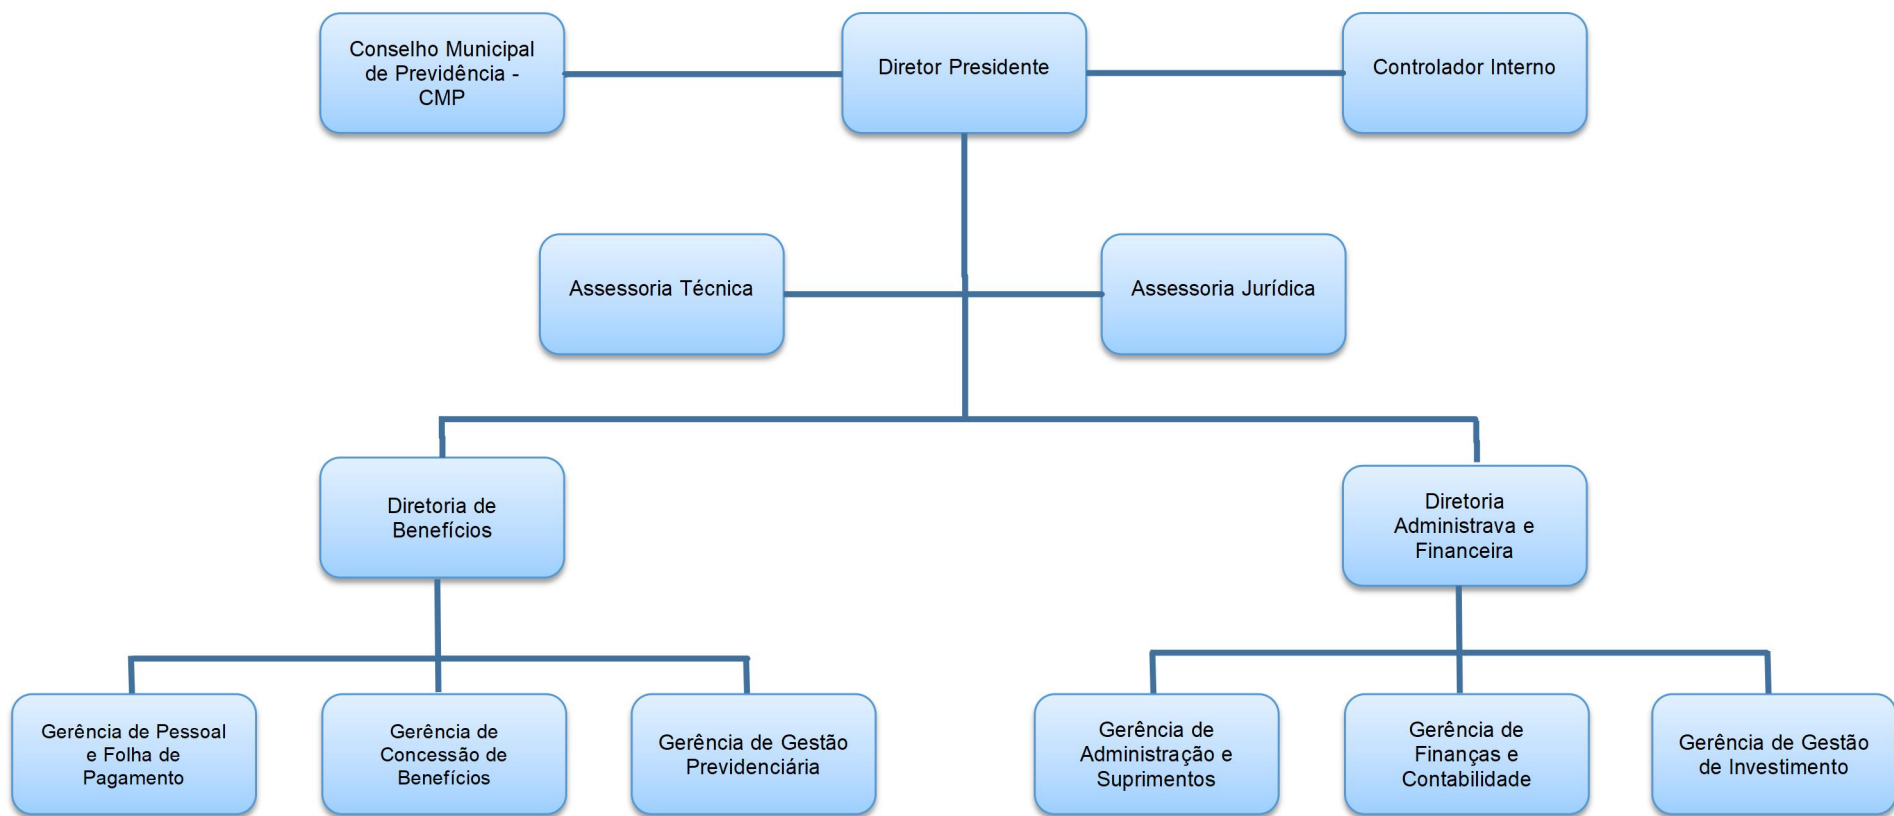 Conselho Municipal
de Previdência -
CMP
Diretor Presidente
Controlador Interno
Assessoria Técnica
Assessoria Jurídica
Diretoria de
Benefícios
Diretoria
Administrava e
Financeira
Gerência de Pessoal
e Folha de
Pagamento
Gerência de
Concessão de
Benefícios
Gerência de Gestão
Previdenciária
Gerência de
Administração e
Suprimentos
Gerência de
Finanças e
Contabilidade
Gerência de Gestão
de Investimento